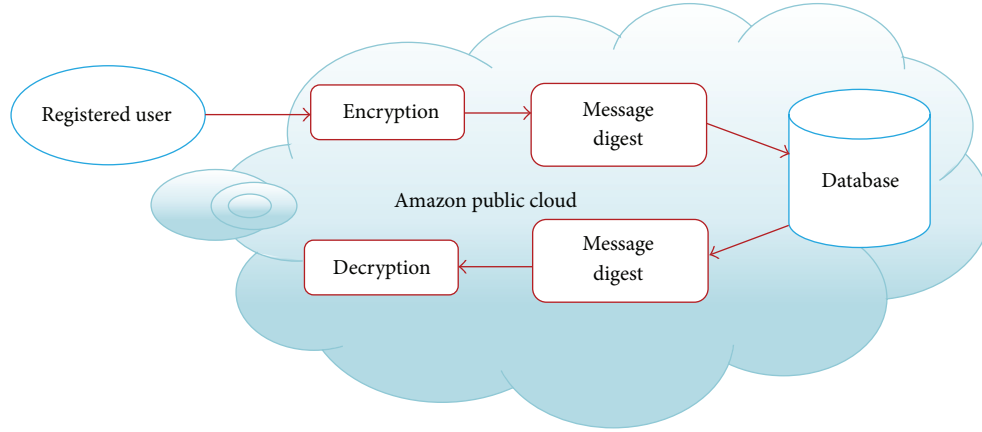 Registered user
Encryption
Message
digest
Database
Amazon public cloud
Decryption
Message
digest